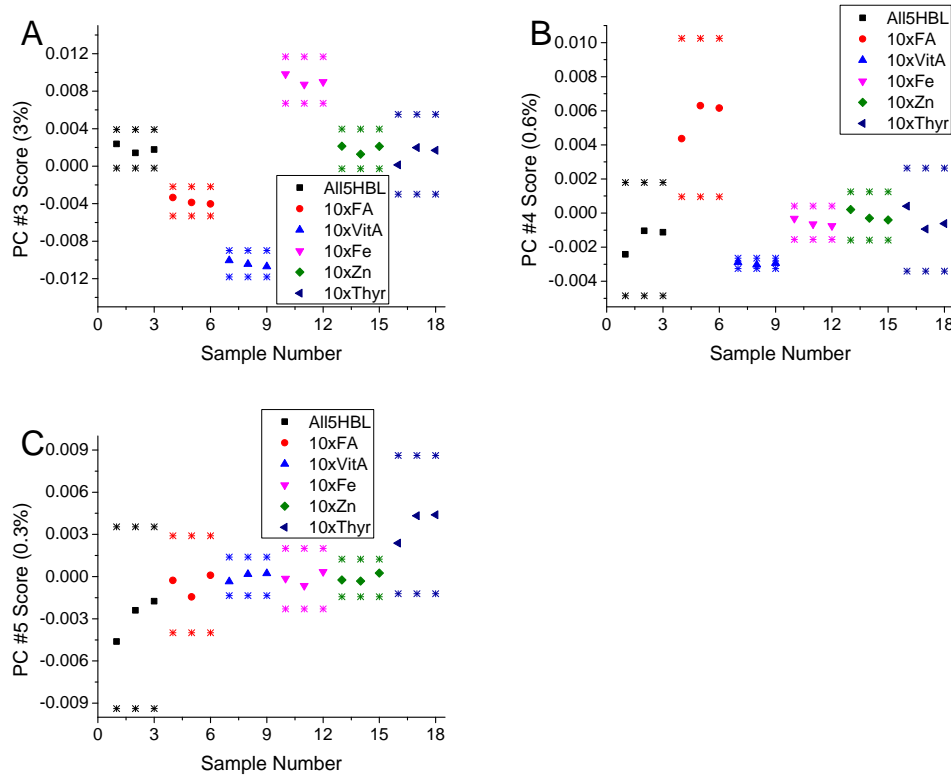 A
PC #3 Score (3%)
0.012
0.008
0.004
0.000
-0.004
-0.008
-0.012
0
3
6
9
12
15
18
Sample Number
All5HBL
10xFA
10xVitA
10xFe
10xZn
10xThyr
B
PC #4 Score (0.6%)
0.010
0.008
0.006
0.004
0.002
0.000
-0.002
-0.004
0
3
6
9
12
15
18
Sample Number
All5HBL
10xFA
10xVitA
10xFe
10xZn
10xThyr
C
PC #5 Score (0.3%)
0.009
0.006
0.003
0.000
-0.003
-0.006
-0.009
0
3
6
9
12
15
18
Sample Number
All5HBL
10xFA
10xVitA
10xFe
10xZn
10xThyr